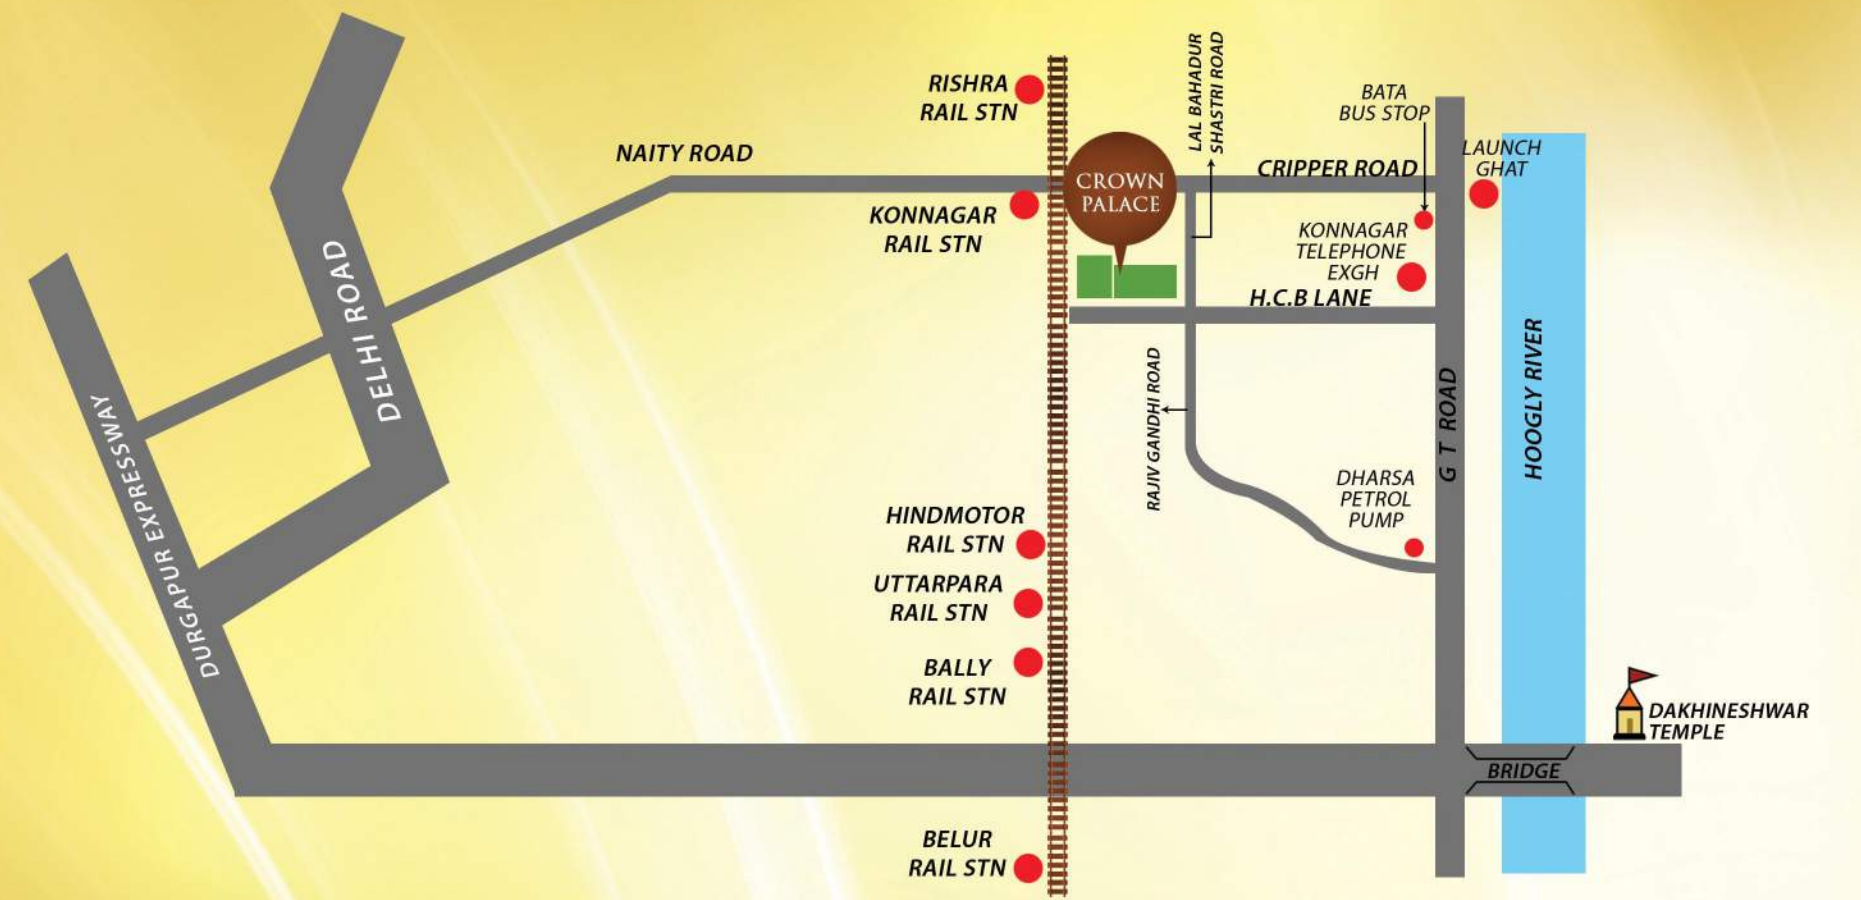 RISHRA
RAIL STN
LAL BAHADUR
SHASTRI ROAD
BATA
BUS STOP
LAUNCH
GHAT
NAITY ROAD
CRIPPER ROAD
CROWN
PALACE
KONNAGAR
RAIL STN
KONNAGAR
TELEPHONE
EXGH
H.C.B LANE
DELHI ROAD
DURGAPUR EXPRESSWAY
RAJIV GANDHI ROAD
G T ROAD
HOOGLY RIVER
DHARSA
PETROL
PUMP
HINDMOTOR
RAIL STN
UTTARPARA
RAIL STN
BALLY
RAIL STN
DAKHINESHWAR
TEMPLE
BRIDGE
BELUR
RAIL STN